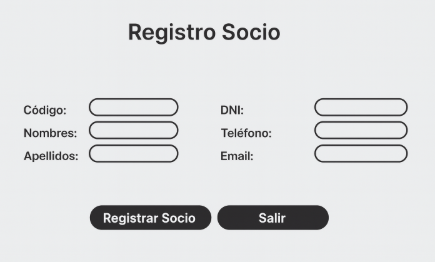 Registro Socio
Código: DNI:
Nombres: Teléfono:
Apellidos: Email:
Registrar Socio Salir